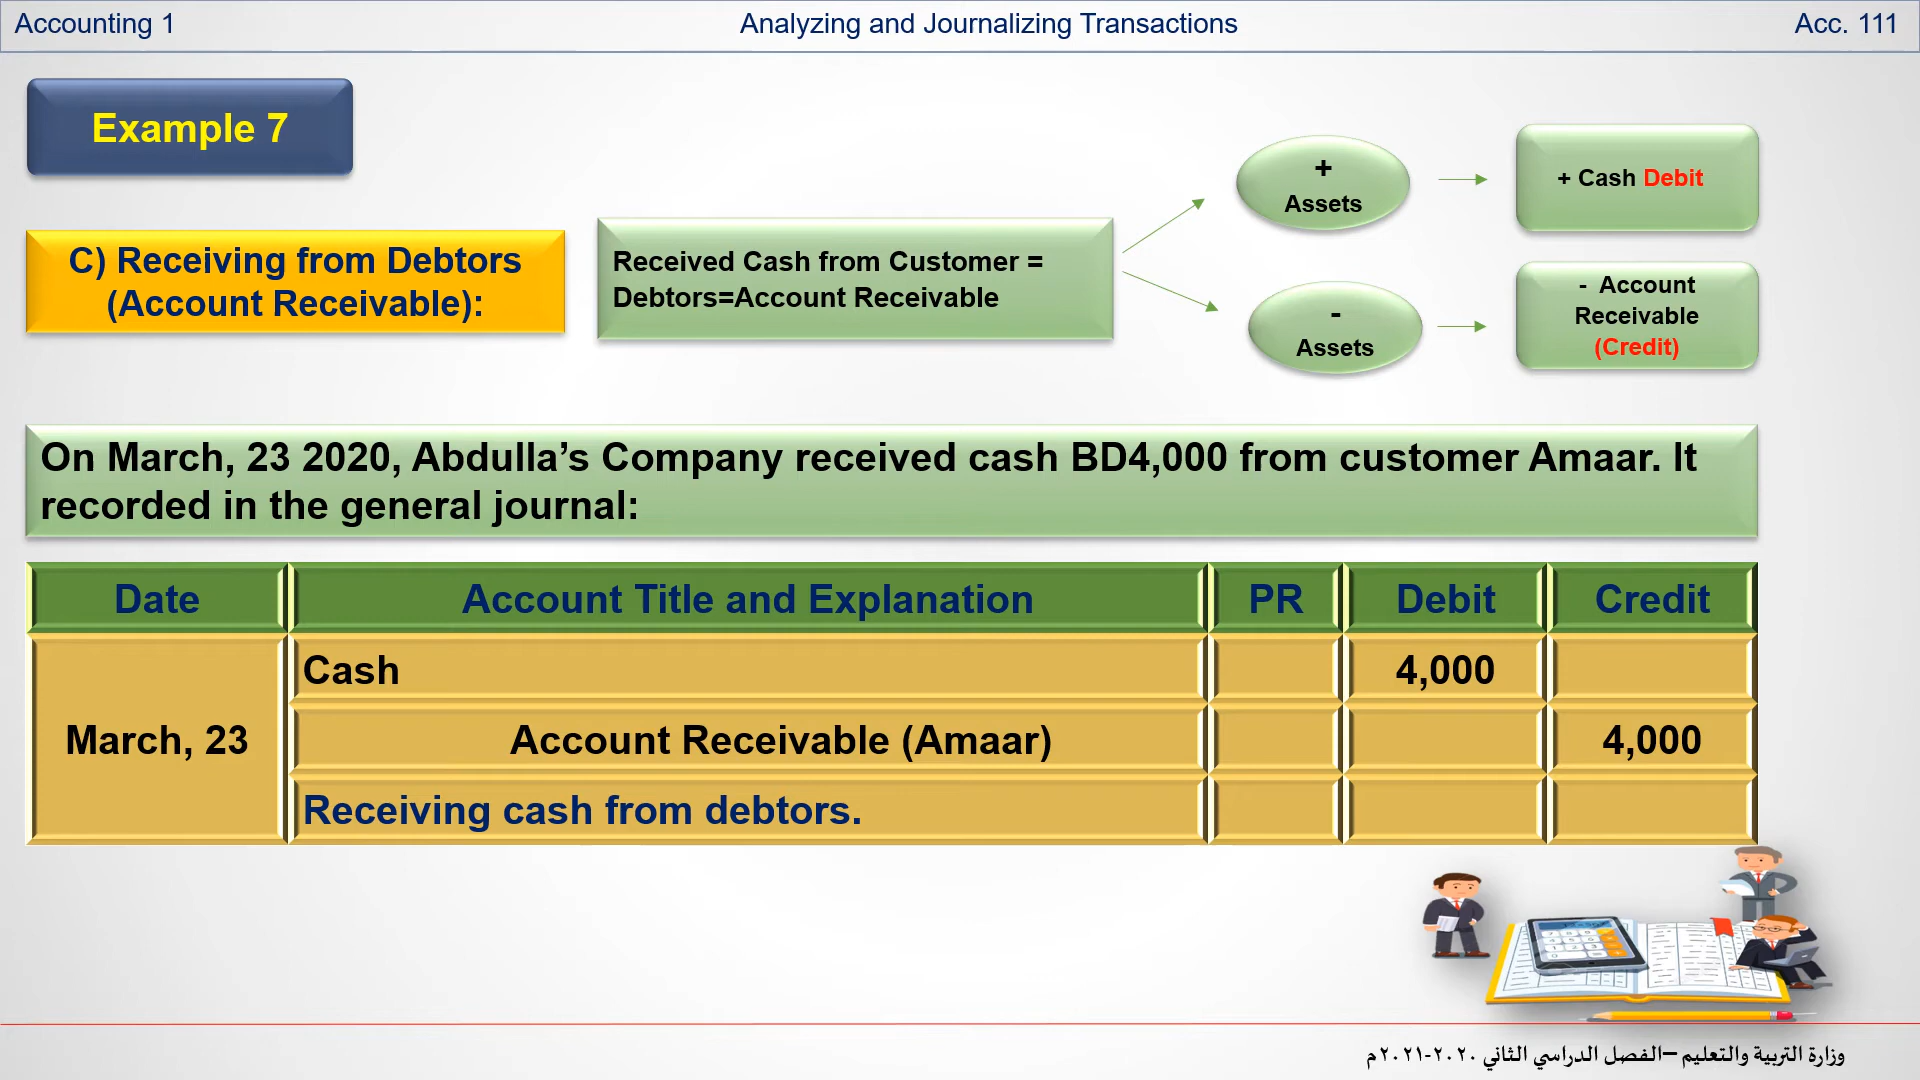 Accounting 1
Analyzing and Journalizing Transactions
Acc. 111
Example 7
C) Receiving from Debtors
(Account Receivable):
Received Cash from Customer =
Debtors=Account Receivable
+
Assets
+ Cash Debit
-
Assets
- Account
Receivable
(Credit)
On March, 23 2020, Abdulla’s Company received cash BD4,000 from customer Amaar. It
recorded in the general journal:
Date Account Title and Explanation PR Debit Credit
Cash 4,000
March, 23 Account Receivable (Amaar) 4,000
Receiving cash from debtors.
وزارة التربية والتعليم –الفصل الدراسي الثاني ٢٠٢٠-٢٠٢١م